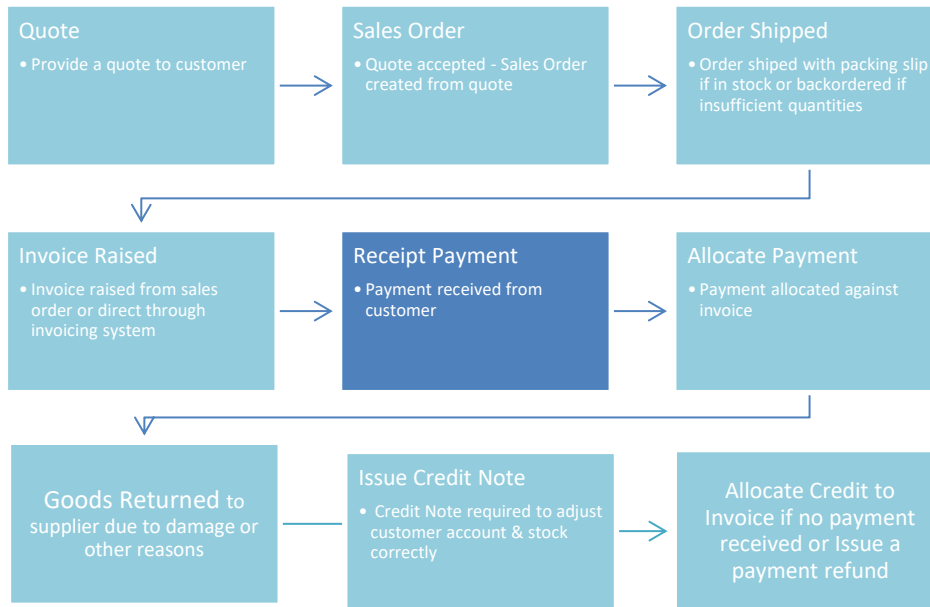 Quote
• Provide a quote to customer
Sales Order
• Quote accepted - Sales Order
created from quote
Order Shipped
• Order shiped with packing slip
if in stock or backordered if
insufficient quantities
Invoice Raised
• Invoice raised from sales
order or direct through
invoicing system
Receipt Payment
• Payment received from
customer
Allocate Payment
• Payment allocated against
invoice
Goods Returned to
supplier due to damage or
other reasons
Issue Credit Note
• Credit Note required to adjust
customer account & stock
correctly
Allocate Credit to
Invoice if no payment
received or Issue a
payment refund